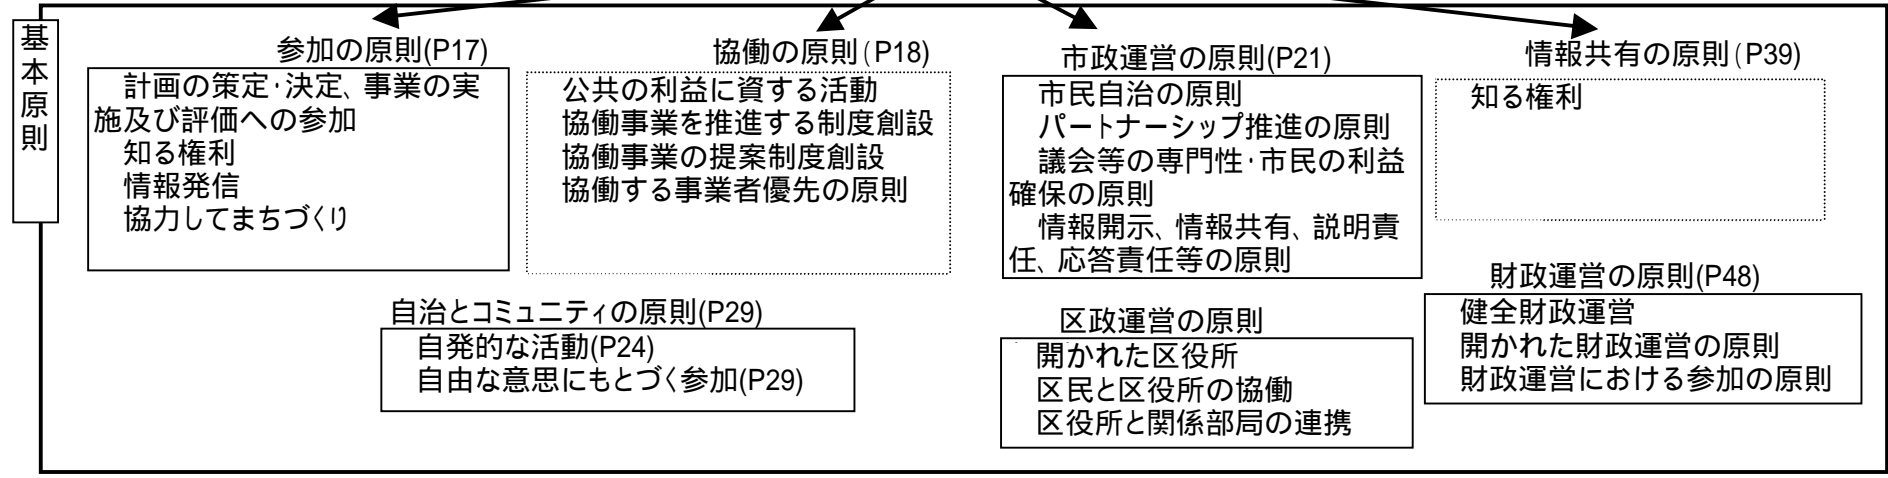 基本原則
参加の原則(P17)
計画の策定･決定、事業の実
施及び評価への参加
知る権利
情報発信
協力してまちづくり
協働の原則(P18)
公共の利益に資する活動
協働事業を推進する制度創設
協働事業の提案制度創設
協働する事業者優先の原則
市政運営の原則(P21)
市民自治の原則
パートナーシップ推進の原則
議会等の専門性･市民の利益
確保の原則
情報開示、情報共有、説明責
任、応答責任等の原則
情報共有の原則(P39)
知る権利
自治とコミュニティの原則(P29)
自発的な活動(P24)
自由な意思にもとづく参加(P29)
区政運営の原則
開かれた区役所
区民と区役所の協働
区役所と関係部局の連携
財政運営の原則(P48)
健全財政運営
開かれた財政運営の原則
財政運営における参加の原則